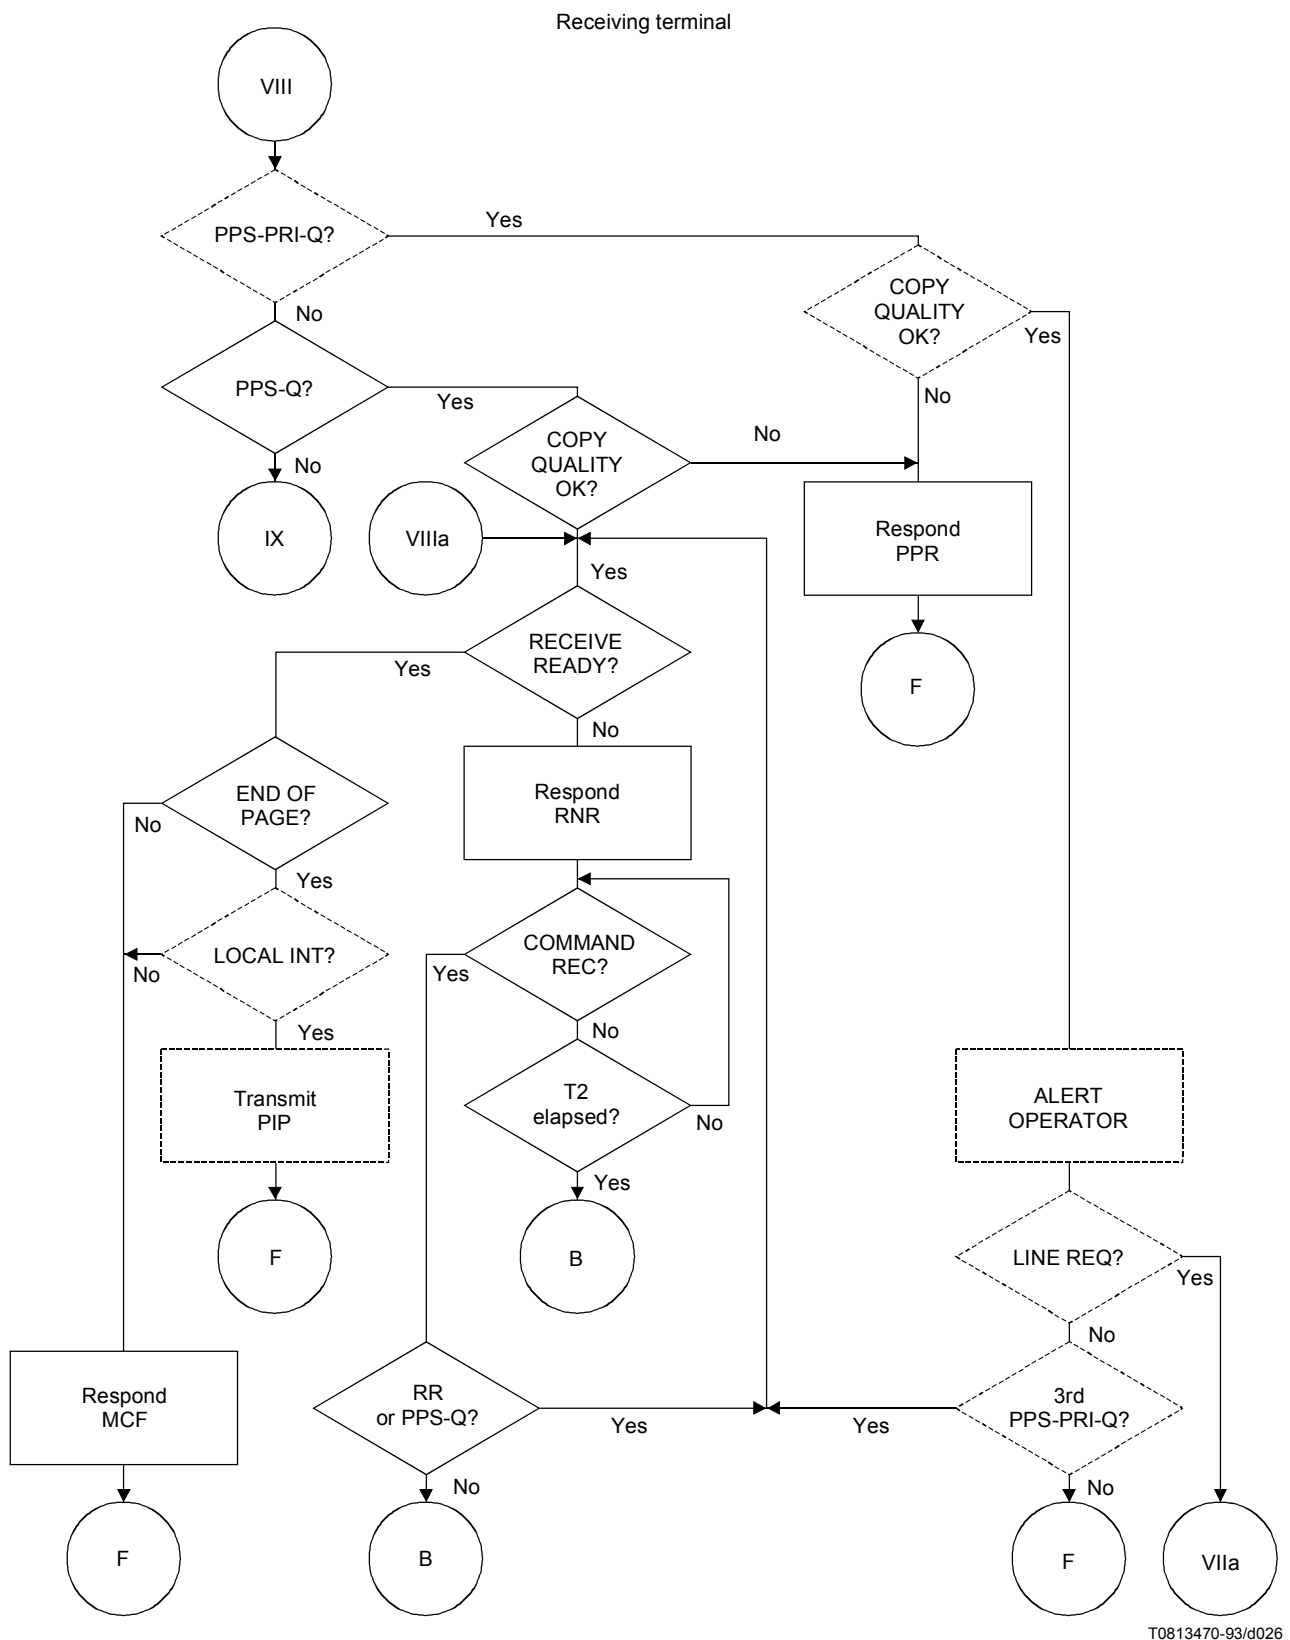 Receiving terminal
VIII
PPS-PRI-Q?
Yes
No
COPY
QUALITY
OK?
Yes
No
PPS-Q?
Yes
No
COPY
QUALITY
OK?
No
IX
VIIIa
Yes
Respond
PPR
F
RECEIVE
READY?
Yes
No
END OF
PAGE?
No
Yes
Respond
RNR
LOCAL INT?
No
Yes
COMMAND
REC?
Yes
No
Transmit
PIP
T2
elapsed?
No
Yes
ALERT
OPERATOR
F
B
LINE REQ?
Yes
No
Respond
MCF
RR
or PPS-Q?
Yes
No
3rd
PPS-PRI-Q?
Yes
No
F
B
F
VIIa
T0813470-93/d026